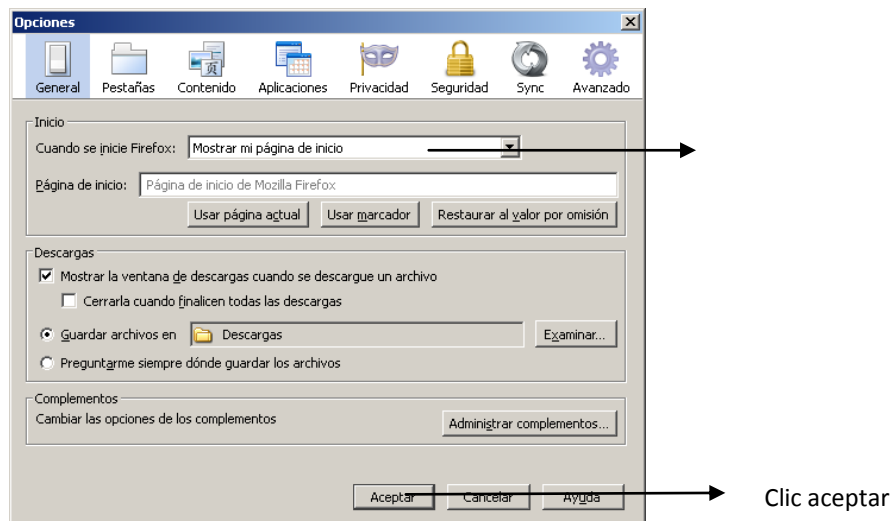 Opciones
General Pestañas Contenido Aplicaciones Privacidad Seguridad Sync Avanzado
Inicio
Cuando se inicie Firefox: Mostrar mi página de inicio
Página de inicio: Página de inicio de Mozilla Firefox
Usar página actual Usar marcador Restaurar al valor por omisión
Descargas
Mostrar la ventana de descargas cuando se descargue un archivo
Cerrarla cuando finalicen todas las descargas
Guardar archivos en Descargas Examinar...
Preguntarme siempre dónde guardar los archivos
Complementos
Cambiar las opciones de los complementos
Administrar complementos...
Aceptar Cancelar Ayuda Clic aceptar